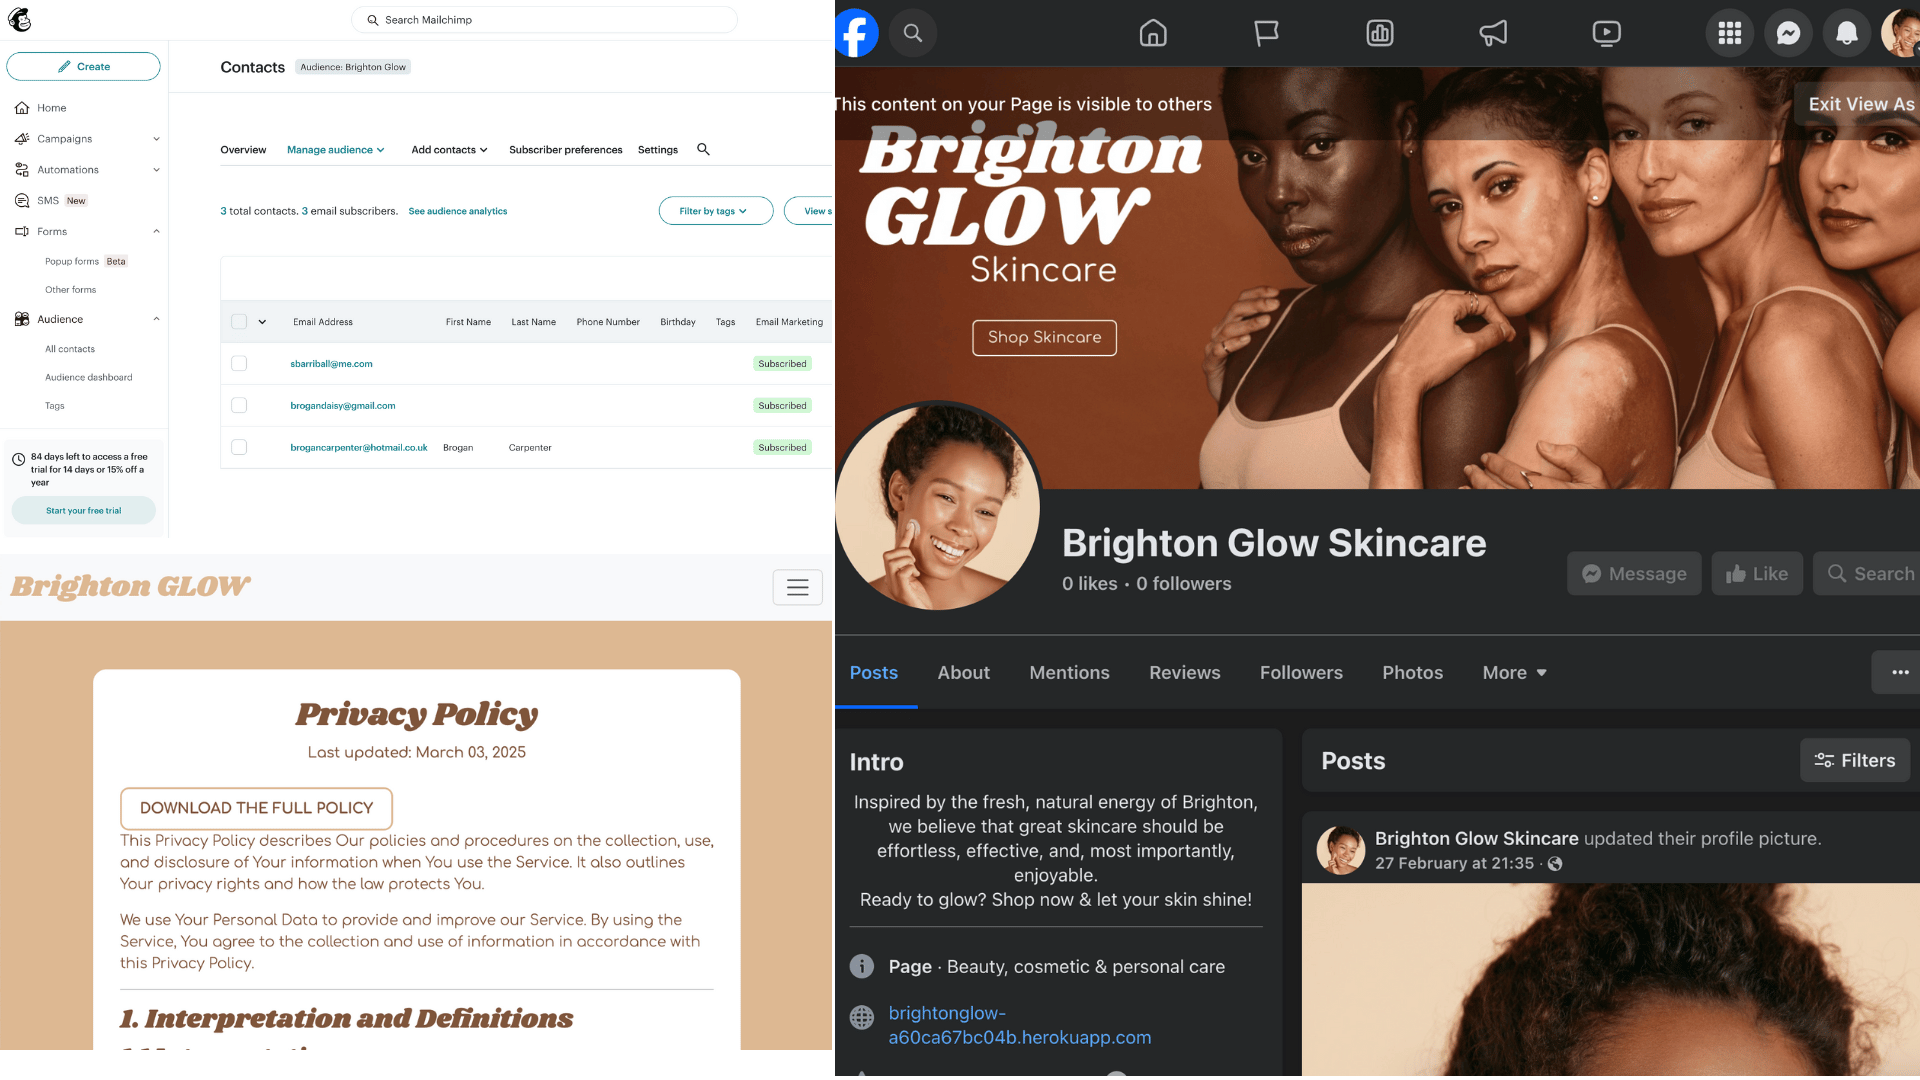 Search Mailchimp
Create
Home
Campaigns
Automations
SMS New
Forms
Popup forms Beta
Other forms
Audience
All contacts
Audience dashboard
Tags
84 days left to access a free
trial for 14 days or 15% off a
year
Start your free trial
Contacts Audience: Brighton Glow
Overview Manage audience Add contacts Subscriber preferences Settings
3 total contacts. 3 email subscribers. See audience analytics
Filter by tags View s
Email Address First Name Last Name Phone Number Birthday Tags Email Marketing
sbarriball@me.com Subscribed
brogandaisy@gmail.com Subscribed
brogancarpenter@hotmail.co.uk Brogan Carpenter Subscribed
Brighton GLOW
Privacy Policy
Last updated: March 03, 2025
DOWNLOAD THE FULL POLICY
This Privacy Policy describes Our policies and procedures on the collection, use,
and disclosure of Your information when You use the Service. It also outlines
Your privacy rights and how the law protects You.
We use Your Personal Data to provide and improve our Service. By using the
Service, You agree to the collection and use of information in accordance with
this Privacy Policy.
1. Interpretation and Definitions
This content on your Page is visible to others
Exit View As
Brighton
GLOW
Skincare
Shop Skincare
Brighton Glow Skincare
0 likes • 0 followers
Message Like Search
Posts About Mentions Reviews Followers Photos More
Intro
Inspired by the fresh, natural energy of Brighton,
we believe that great skincare should be
effortless, effective, and, most importantly,
enjoyable.
Ready to glow? Shop now & let your skin shine!
Page · Beauty, cosmetic & personal care
brightonglow-
a60ca67bc04b.herokuapp.com
Posts
Filters
Brighton Glow Skincare updated their profile picture.
27 February at 21:35 ·